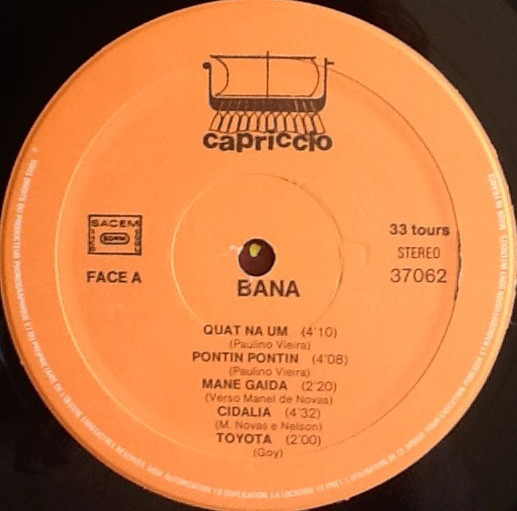 capriccio
SACEM
SDRM
FACE A
33 tours
STEREO
37062
BANA
QUAT NA UM (4'10)
(Paulino Vieira)
PONTIN PONTIN (4'08)
(Paulino Vieira)
MANE GAIDA (2'20)
(Verso Manel de Novas)
CIDALIA (4'32)
(M. Novas e Nelson)
TOYOTA (2'00)
(Goy)